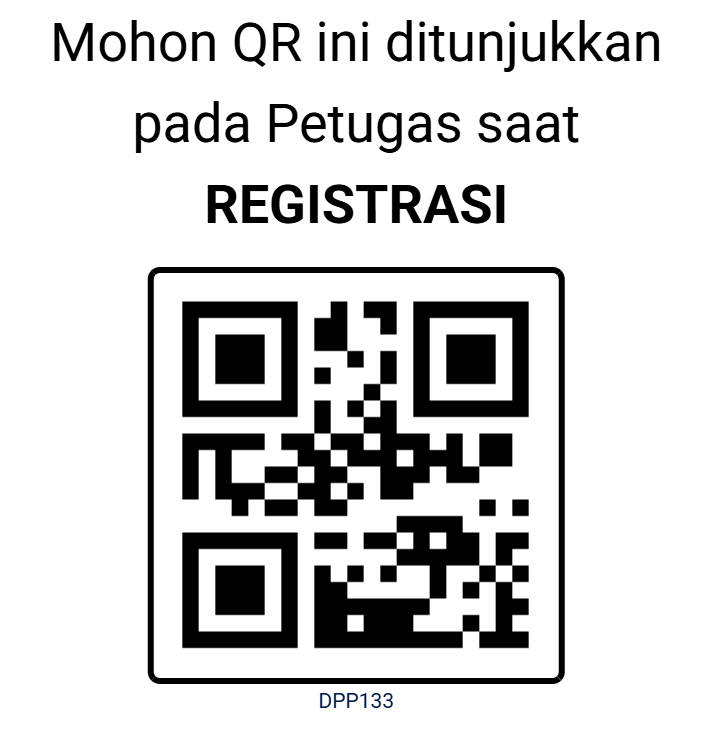 Mohon QR ini ditunjukkan
pada Petugas saat
REGISTRASI
DPP133